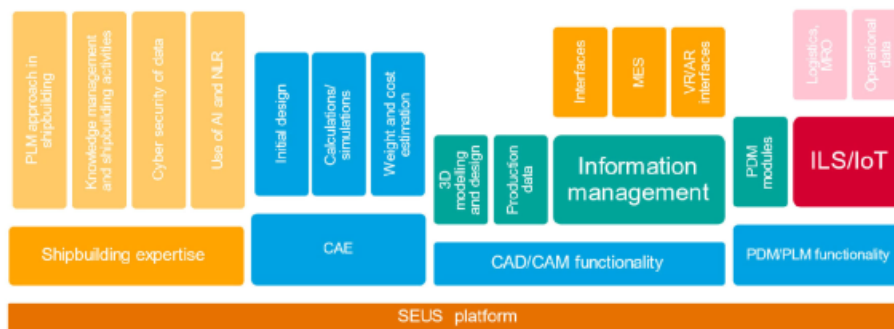 PLM approach in
shipbuilding
Knowledge management
and shipbuilding activities
Cyber security of data
Use of AI and NLR
Initial design
Calculations/
simulations
Weight and cost
estimation
3D
modelling
and design
Production
data
Interfaces
MES
VR/AR
interfaces
Information
management
PDM
modules
Logistics,
MRO
Operational
data
ILS/IoT
Shipbuilding expertise
CAE
CAD/CAM functionality
PDM/PLM functionality
SEUS platform